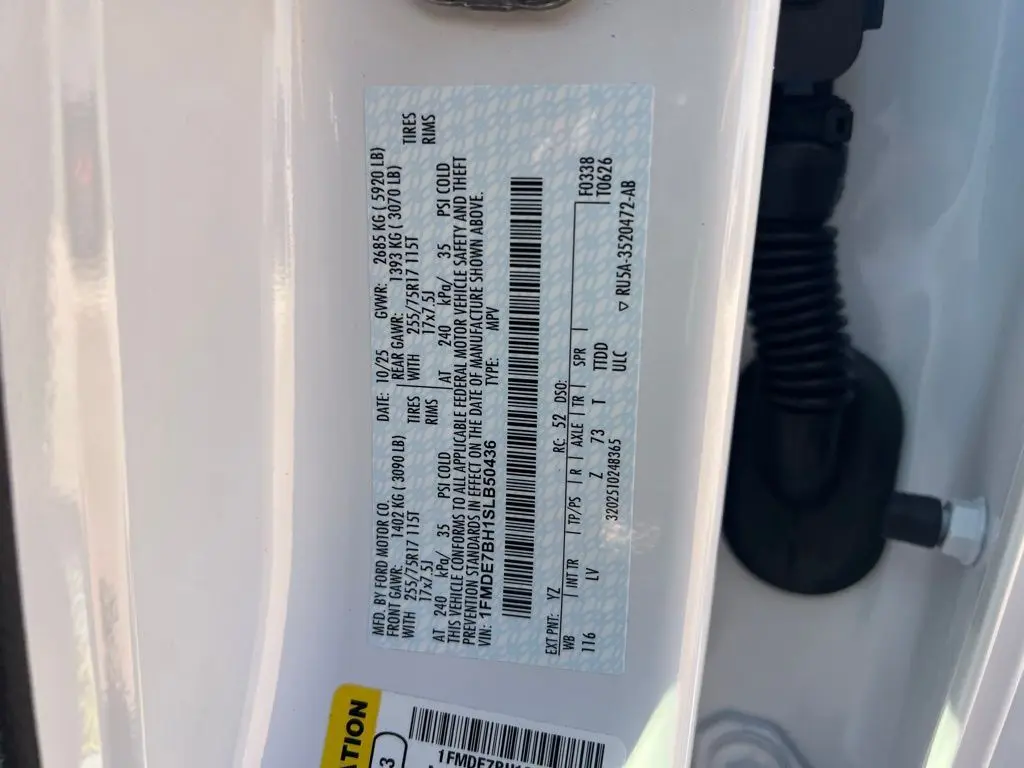 MFD. BY FORD MOTOR CO. DATE: 10/25 GVWR: 2685 KG ( 5920 LB)
FRONT GAWR: 1402 KG ( 3090 LB) REAR GAWR: 1393 KG ( 3070 LB)
WITH 255/75R17 115T TIRES WITH 255/75R17 115T TIRES
17x7.5J RIMS 17x7.5J RIMS
AT 240 kPa/ 35 PSI COLD AT 240 kPa/ 35 PSI COLD
THIS VEHICLE CONFORMS TO ALL APPLICABLE FEDERAL MOTOR VEHICLE SAFETY AND THEFT
PREVENTION STANDARDS IN EFFECT ON THE DATE OF MANUFACTURE SHOWN ABOVE.
VIN: 1FMDE7BH1SLB50436 TYPE: MPV
EXT PNT: YZ RC: 52 DSO: F0338
WB INT TR TP/PS R AXLE TR SPR T0626
116 LV Z 73 T TTDD
3202510248365 ULC RU5A-3520472-AB